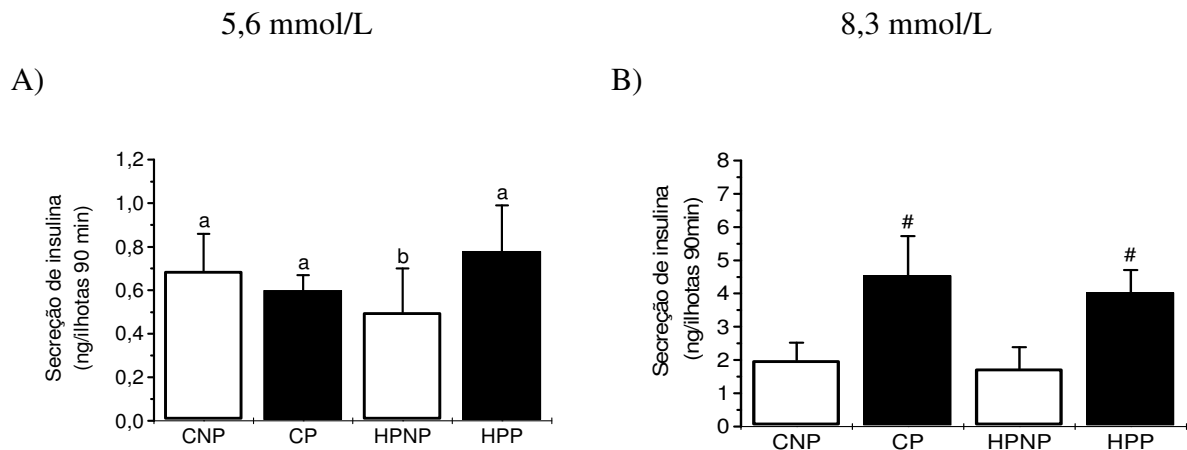 5,6 mmol/L
8,3 mmol/L
A)
B)
Secreção de insulina
(ng/ilhotas 90 min)
1,2
1,0
0,8
0,6
0,4
0,2
0,0
a
a
b
a
CNP CP HPNP HPP
Secreção de insulina
(ng/ilhotas 90min)
8
7
6
5
4
3
2
1
0
#
#
CNP CP HPNP HPP